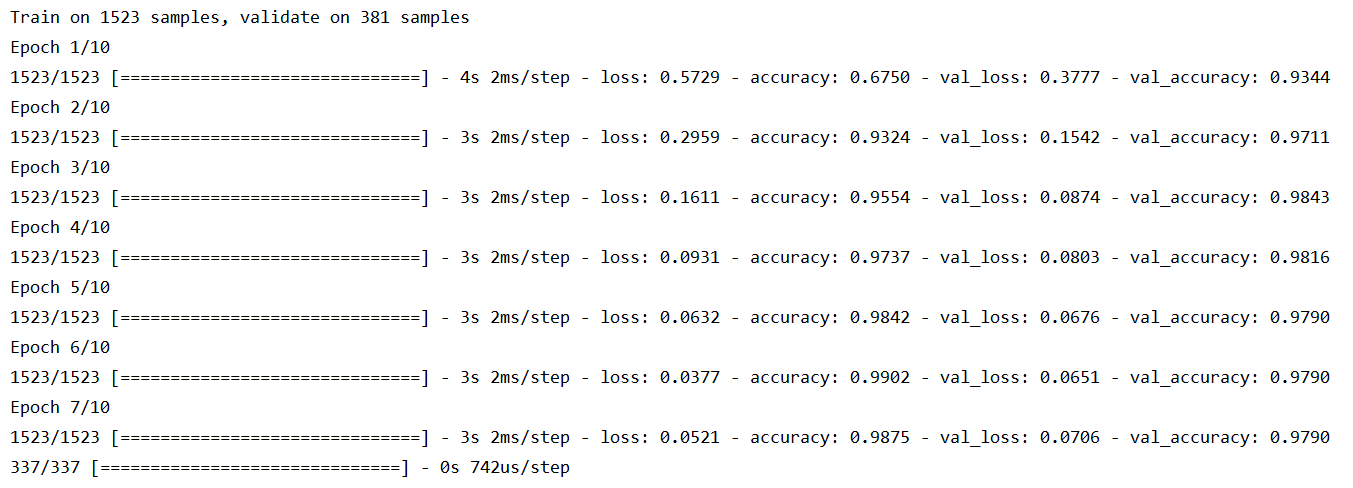 Train on 1523 samples, validate on 381 samples
Epoch 1/10
1523/1523 [==============================] - 4s 2ms/step - loss: 0.5729 - accuracy: 0.6750 - val_loss: 0.3777 - val_accuracy: 0.9344
Epoch 2/10
1523/1523 [==============================] - 3s 2ms/step - loss: 0.2959 - accuracy: 0.9324 - val_loss: 0.1542 - val_accuracy: 0.9711
Epoch 3/10
1523/1523 [==============================] - 3s 2ms/step - loss: 0.1611 - accuracy: 0.9554 - val_loss: 0.0874 - val_accuracy: 0.9843
Epoch 4/10
1523/1523 [==============================] - 3s 2ms/step - loss: 0.0931 - accuracy: 0.9737 - val_loss: 0.0803 - val_accuracy: 0.9816
Epoch 5/10
1523/1523 [==============================] - 3s 2ms/step - loss: 0.0632 - accuracy: 0.9842 - val_loss: 0.0676 - val_accuracy: 0.9790
Epoch 6/10
1523/1523 [==============================] - 3s 2ms/step - loss: 0.0377 - accuracy: 0.9902 - val_loss: 0.0651 - val_accuracy: 0.9790
Epoch 7/10
1523/1523 [==============================] - 3s 2ms/step - loss: 0.0521 - accuracy: 0.9875 - val_loss: 0.0706 - val_accuracy: 0.9790
337/337 [==============================] - 0s 742us/step